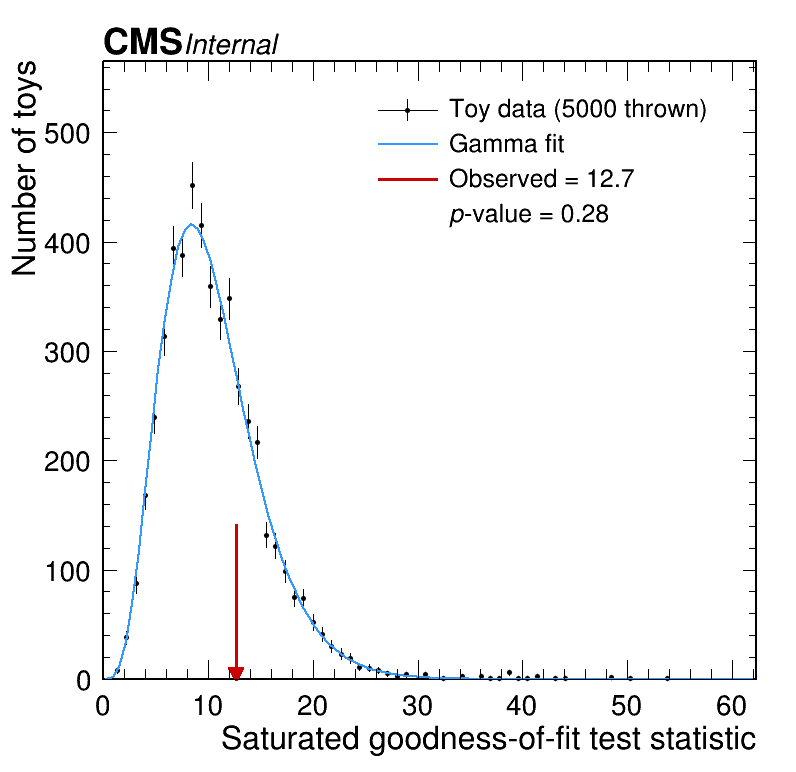 CMS Internal
Number of toys
Toy data (5000 thrown)
Gamma fit
Observed = 12.7
p-value = 0.28
500
400
300
200
100
0
0 10 20 30 40 50 60
Saturated goodness-of-fit test statistic